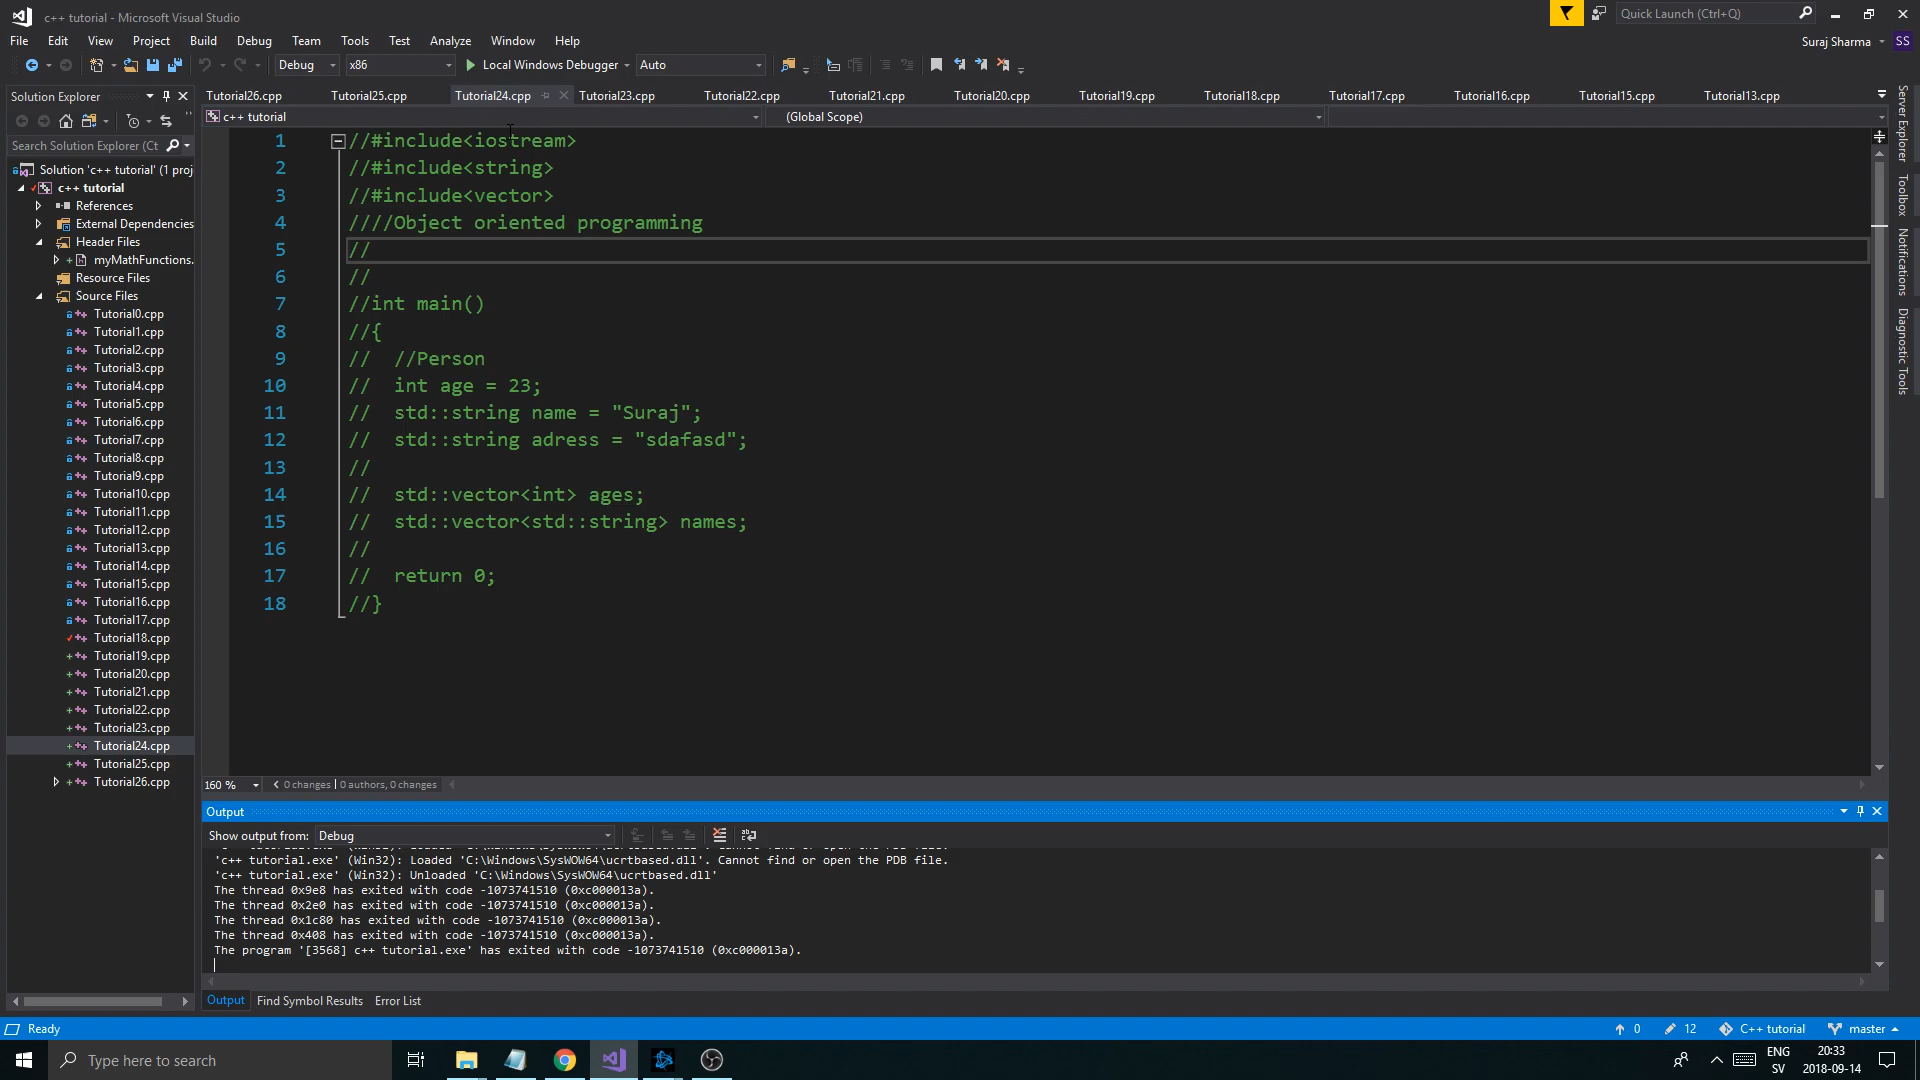 c++ tutorial - Microsoft Visual Studio
Quick Launch (Ctrl+Q)
File Edit View Project Build Debug Team Tools Test Analyze Window Help
Suraj Sharma SS
Debug x86 Local Windows Debugger Auto
Solution Explorer
Search Solution Explorer (Ct
Solution 'c++ tutorial' (1 proj
c++ tutorial
References
External Dependencies
Header Files
myMathFunctions.
Resource Files
Source Files
Tutorial0.cpp
Tutorial1.cpp
Tutorial2.cpp
Tutorial3.cpp
Tutorial4.cpp
Tutorial5.cpp
Tutorial6.cpp
Tutorial7.cpp
Tutorial8.cpp
Tutorial9.cpp
Tutorial10.cpp
Tutorial11.cpp
Tutorial12.cpp
Tutorial13.cpp
Tutorial14.cpp
Tutorial15.cpp
Tutorial16.cpp
Tutorial17.cpp
Tutorial18.cpp
Tutorial19.cpp
Tutorial20.cpp
Tutorial21.cpp
Tutorial22.cpp
Tutorial23.cpp
Tutorial24.cpp
Tutorial25.cpp
Tutorial26.cpp
Tutorial26.cpp Tutorial25.cpp Tutorial24.cpp Tutorial23.cpp Tutorial22.cpp Tutorial21.cpp Tutorial20.cpp Tutorial19.cpp Tutorial18.cpp Tutorial17.cpp Tutorial16.cpp Tutorial15.cpp Tutorial13.cpp
c++ tutorial (Global Scope)
1 //#include<iostream>
2 //#include<string>
3 //#include<vector>
4 ////Object oriented programming
5 //
6 //
7 //int main()
8 //{
9 // //Person
10 // int age = 23;
11 // std::string name = "Suraj";
12 // std::string adress = "sdafasd";
13 //
14 // std::vector<int> ages;
15 // std::vector<std::string> names;
16 //
17 // return 0;
18 //}
160 % 0 changes | 0 authors, 0 changes
Output
Show output from: Debug
'c++ tutorial.exe' (Win32): Loaded 'C:\Windows\SysWOW64\ucrtbased.dll'. Cannot find or open the PDB file.
'c++ tutorial.exe' (Win32): Unloaded 'C:\Windows\SysWOW64\ucrtbased.dll'
The thread 0x9e8 has exited with code -1073741510 (0xc000013a).
The thread 0x2e0 has exited with code -1073741510 (0xc000013a).
The thread 0x1c80 has exited with code -1073741510 (0xc000013a).
The thread 0x408 has exited with code -1073741510 (0xc000013a).
The program '[3568] c++ tutorial.exe' has exited with code -1073741510 (0xc000013a).
Output Find Symbol Results Error List
Server Explorer
Toolbox
Notifications
Diagnostic Tools
Ready
0 12 C++ tutorial master
Type here to search
ENG
SV
20:33
2018-09-14